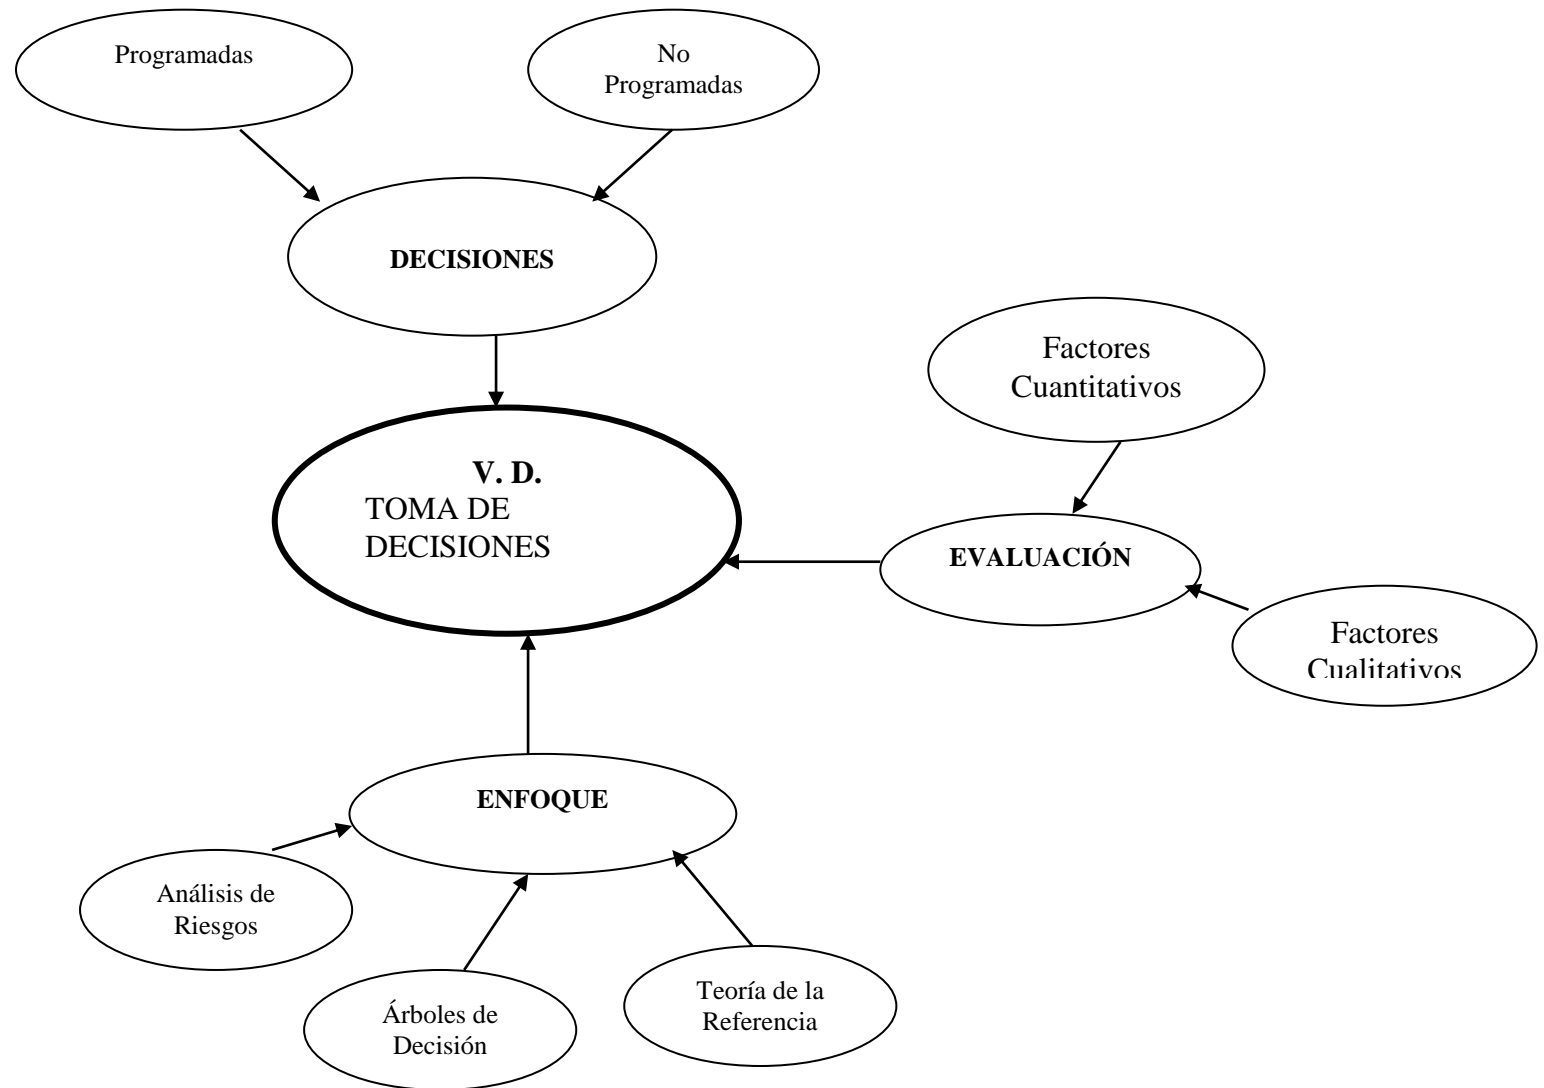 Programadas
No
Programadas
DECISIONES
Factores
Cuantitativos
V. D.
TOMA DE
DECISIONES
EVALUACIÓN
Factores
Cualitativos
ENFOQUE
Análisis de
Riesgos
Árboles de
Decisión
Teoría de la
Referencia